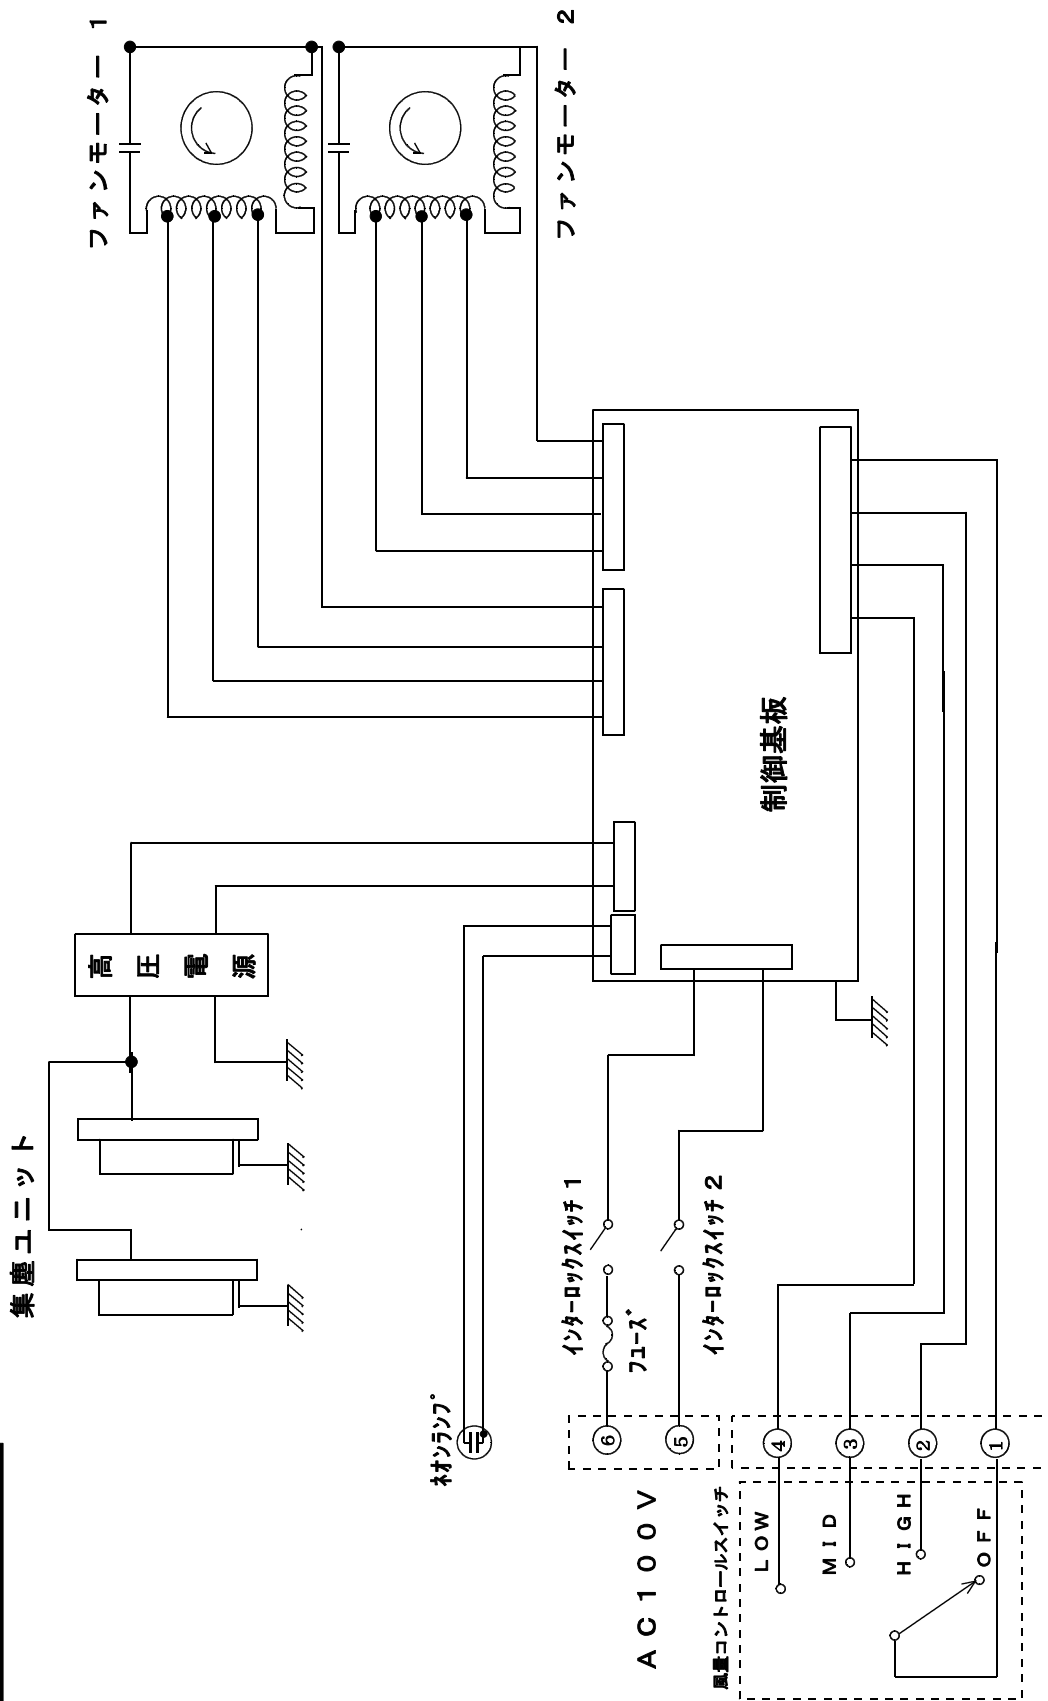 ファンモーター 1
ファンモーター 2
制御基板
高圧電源
集塵ユニット
インターロックスイッチ 1
インターロックスイッチ 2
ﾌｭｰｽﾞ
ﾈｵﾝﾗﾝﾌﾟ
6
5
4
3
2
1
AC100V
風量コントロールスイッチ
LOW
MID
HIGH
OFF